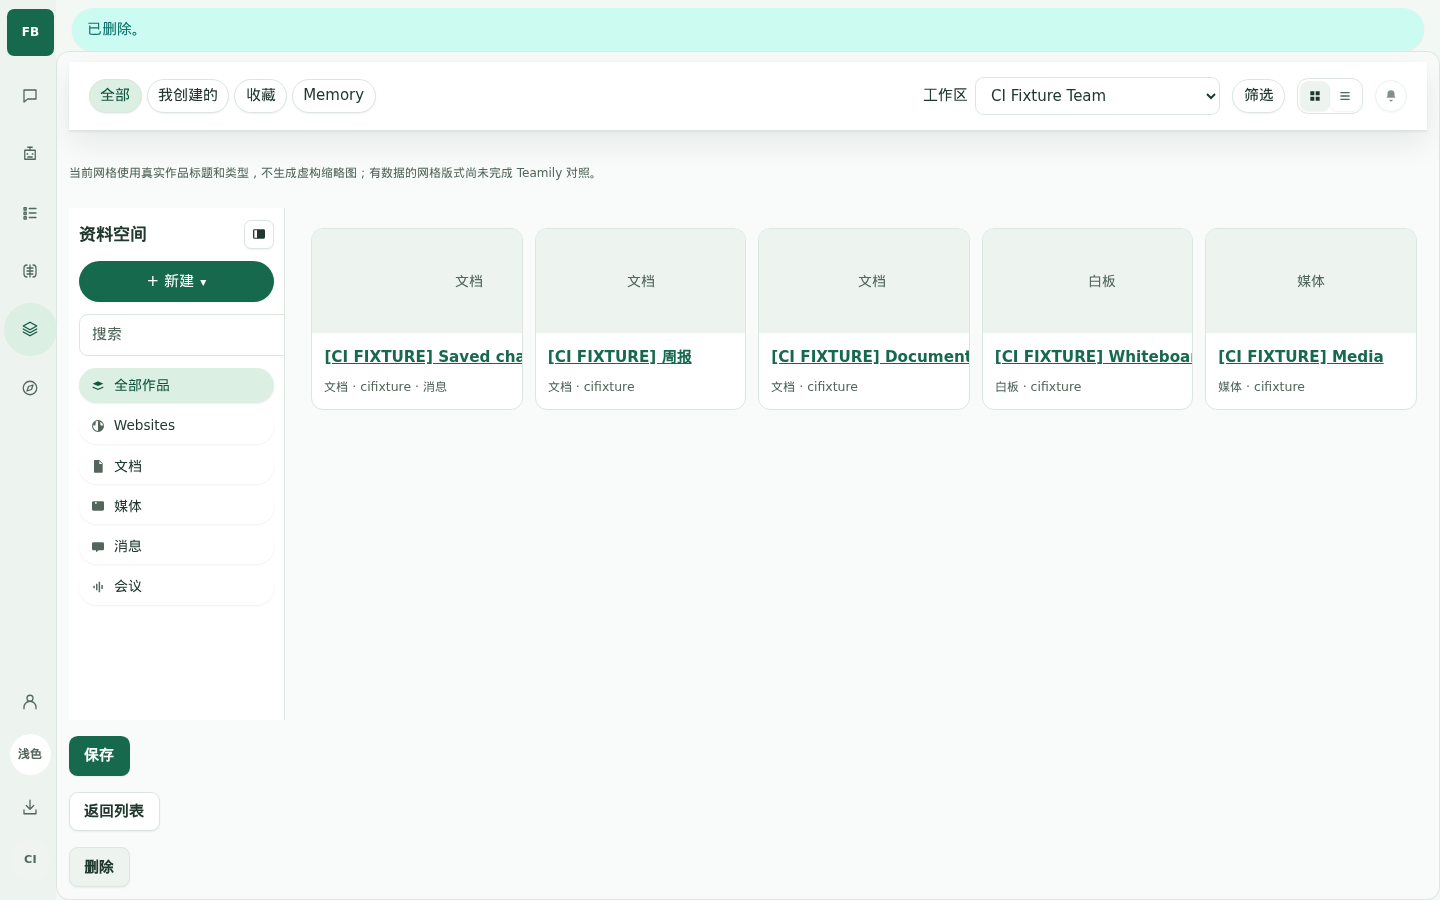 FB
已删除。
全部
我创建的
收藏
Memory
工作区
CI Fixture Team
筛选
当前网格使用真实作品标题和类型，不生成虚构缩略图；有数据的网格版式尚未完成 Teamily 对照。
资料空间
+ 新建 ▾
搜索
全部作品
Websites
文档
媒体
消息
会议
文档
[CI FIXTURE] Saved cha
文档 · cifixture · 消息
文档
[CI FIXTURE] 周报
文档 · cifixture
文档
[CI FIXTURE] Document
文档 · cifixture
白板
[CI FIXTURE] Whiteboar
白板 · cifixture
媒体
[CI FIXTURE] Media
媒体 · cifixture
浅色
CI
保存
返回列表
删除